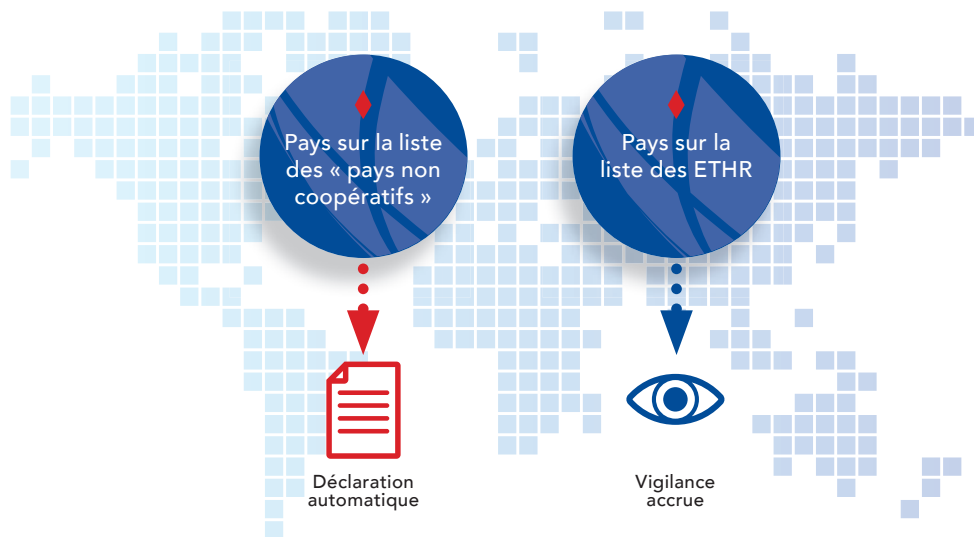 Pays sur la liste
des « pays non
coopératifs »
Pays sur la
liste des ETHR
Déclaration
automatique
Vigilance
accrue